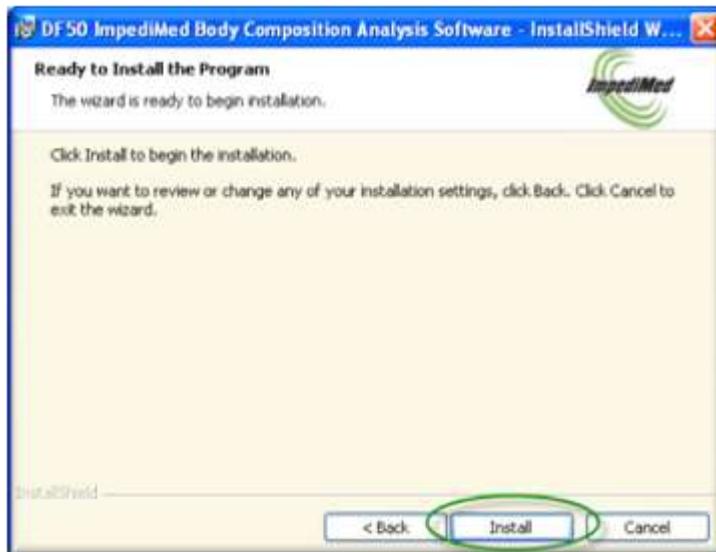 DF50 ImpediMed Body Composition Analysis Software - InstallShield W...
Ready to Install the Program
The wizard is ready to begin installation.
ImpediMed
Click Install to begin the installation.
If you want to review or change any of your installation settings, click Back. Click Cancel to
exit the wizard.
InstallShield
< Back Install Cancel